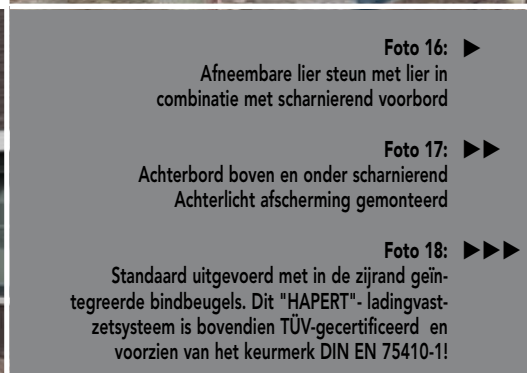 Foto 16: ▶
Afneembare lier steun met lier in
combinatie met scharnierend voorbord
Foto 17: ▶▶
Achterbord boven en onder scharnierend
Achterlicht afscherming gemonteerd
Foto 18: ▶▶▶
Standaard uitgevoerd met in de zijrand geïn-
tegreerde bindbeugels. Dit "HAPERT"- ladingvast-
zetsysteem is bovendien TÜV-gecertificeerd en
voorzien van het keurmerk DIN EN 75410-1!